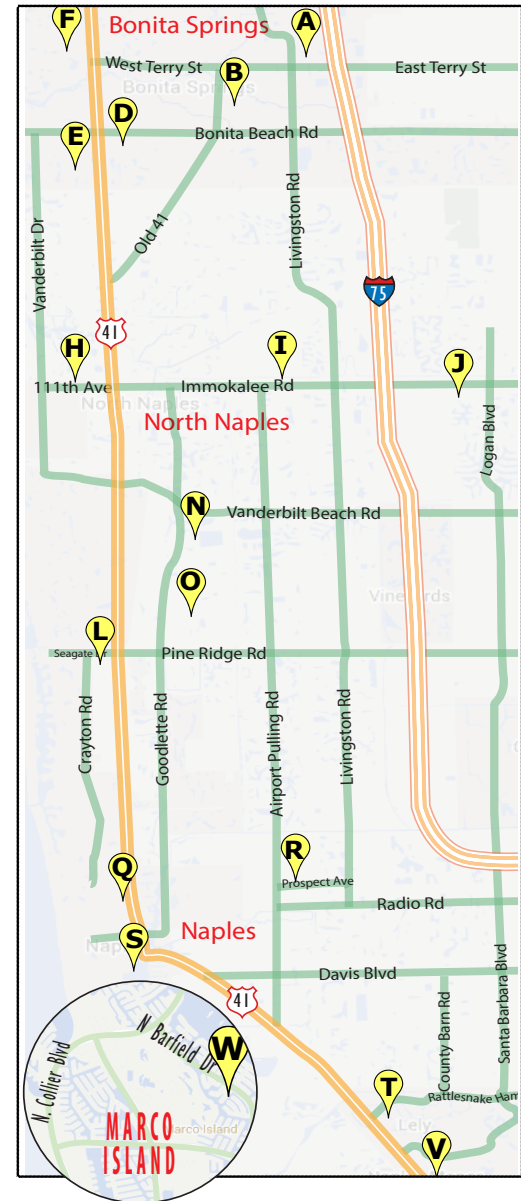 F
Bonita Springs
A
West Terry St
B
East Terry St
Bonita Springs
D
E
Bonita Beach Rd
Vanderbilt Dr
Old 41
Livingston Rd
75
41
H
I
J
111th Ave
Immokalee Rd
North Naples
North Naples
Logan Blvd
N
Vanderbilt Beach Rd
O
L
Seagate Dr
Pine Ridge Rd
Crayton Rd
Goodlette Rd
Airport Pulling Rd
Livingston Rd
R
Q
Prospect Ave
Radio Rd
Naples
S
Davis Blvd
41
County Barn Rd
Santa Barbara Blvd
N. Collier Blvd
N Barfield Dr
W
MARCO
ISLAND
Marco Island
T
Rattlesnake Ham
Lely
V